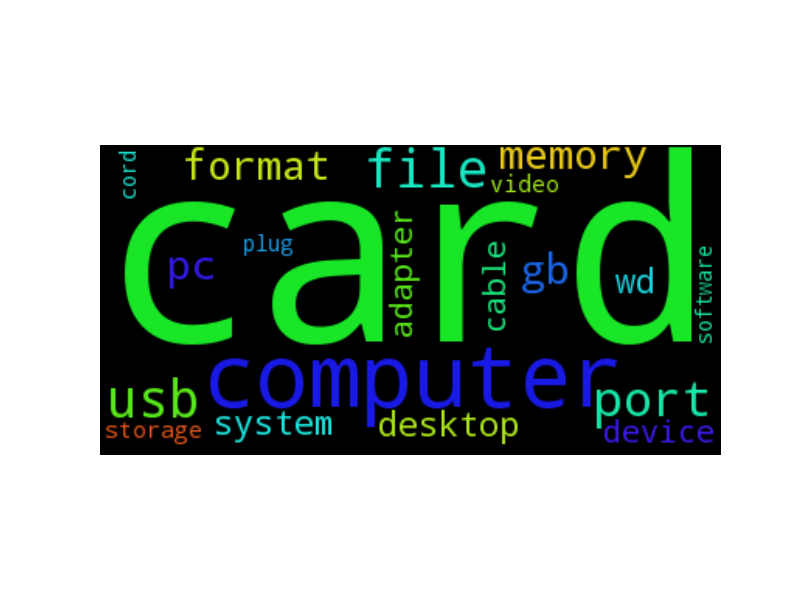 cord
format
file
memory
video
card
plug
pc
adapter
cable
gb
wd
software
computer
usb
port
storage
system
desktop
device